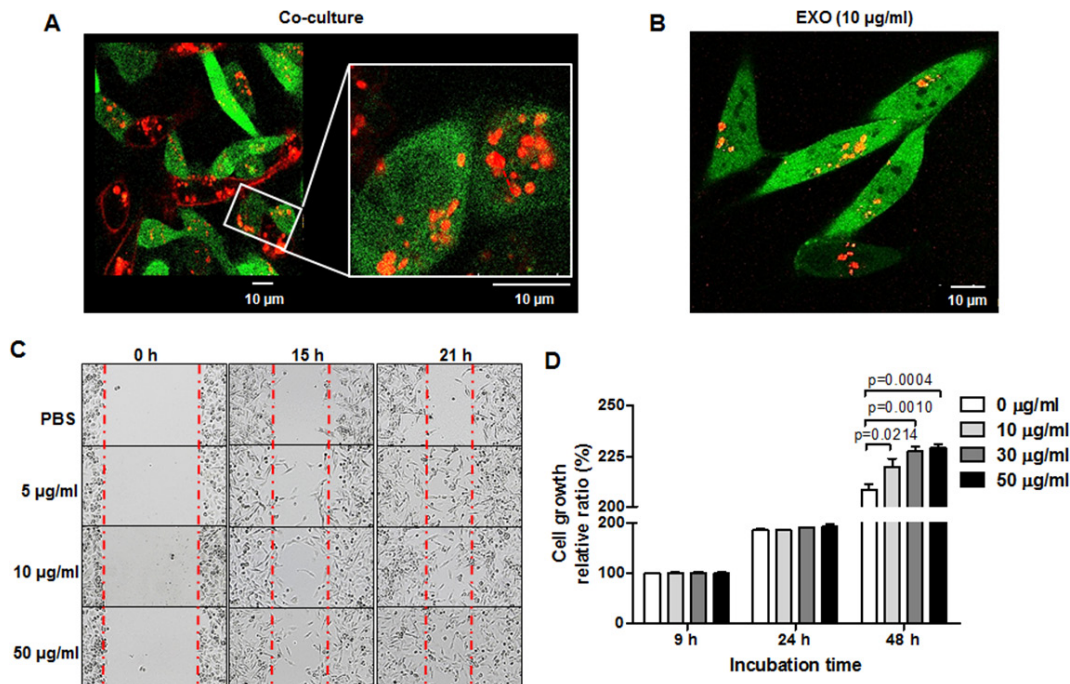 A
Co-culture
10 µm
10 µm
B
EXO (10 µg/ml)
10 µm
C
0 h
15 h
21 h
PBS
5 µg/ml
10 µg/ml
50 µg/ml
D
p=0.0004
p=0.0010
p=0.0214
0 µg/ml
10 µg/ml
30 µg/ml
50 µg/ml
Cell growth
relative ratio (%)
250
225
200
200
100
0
9 h
24 h
48 h
Incubation time